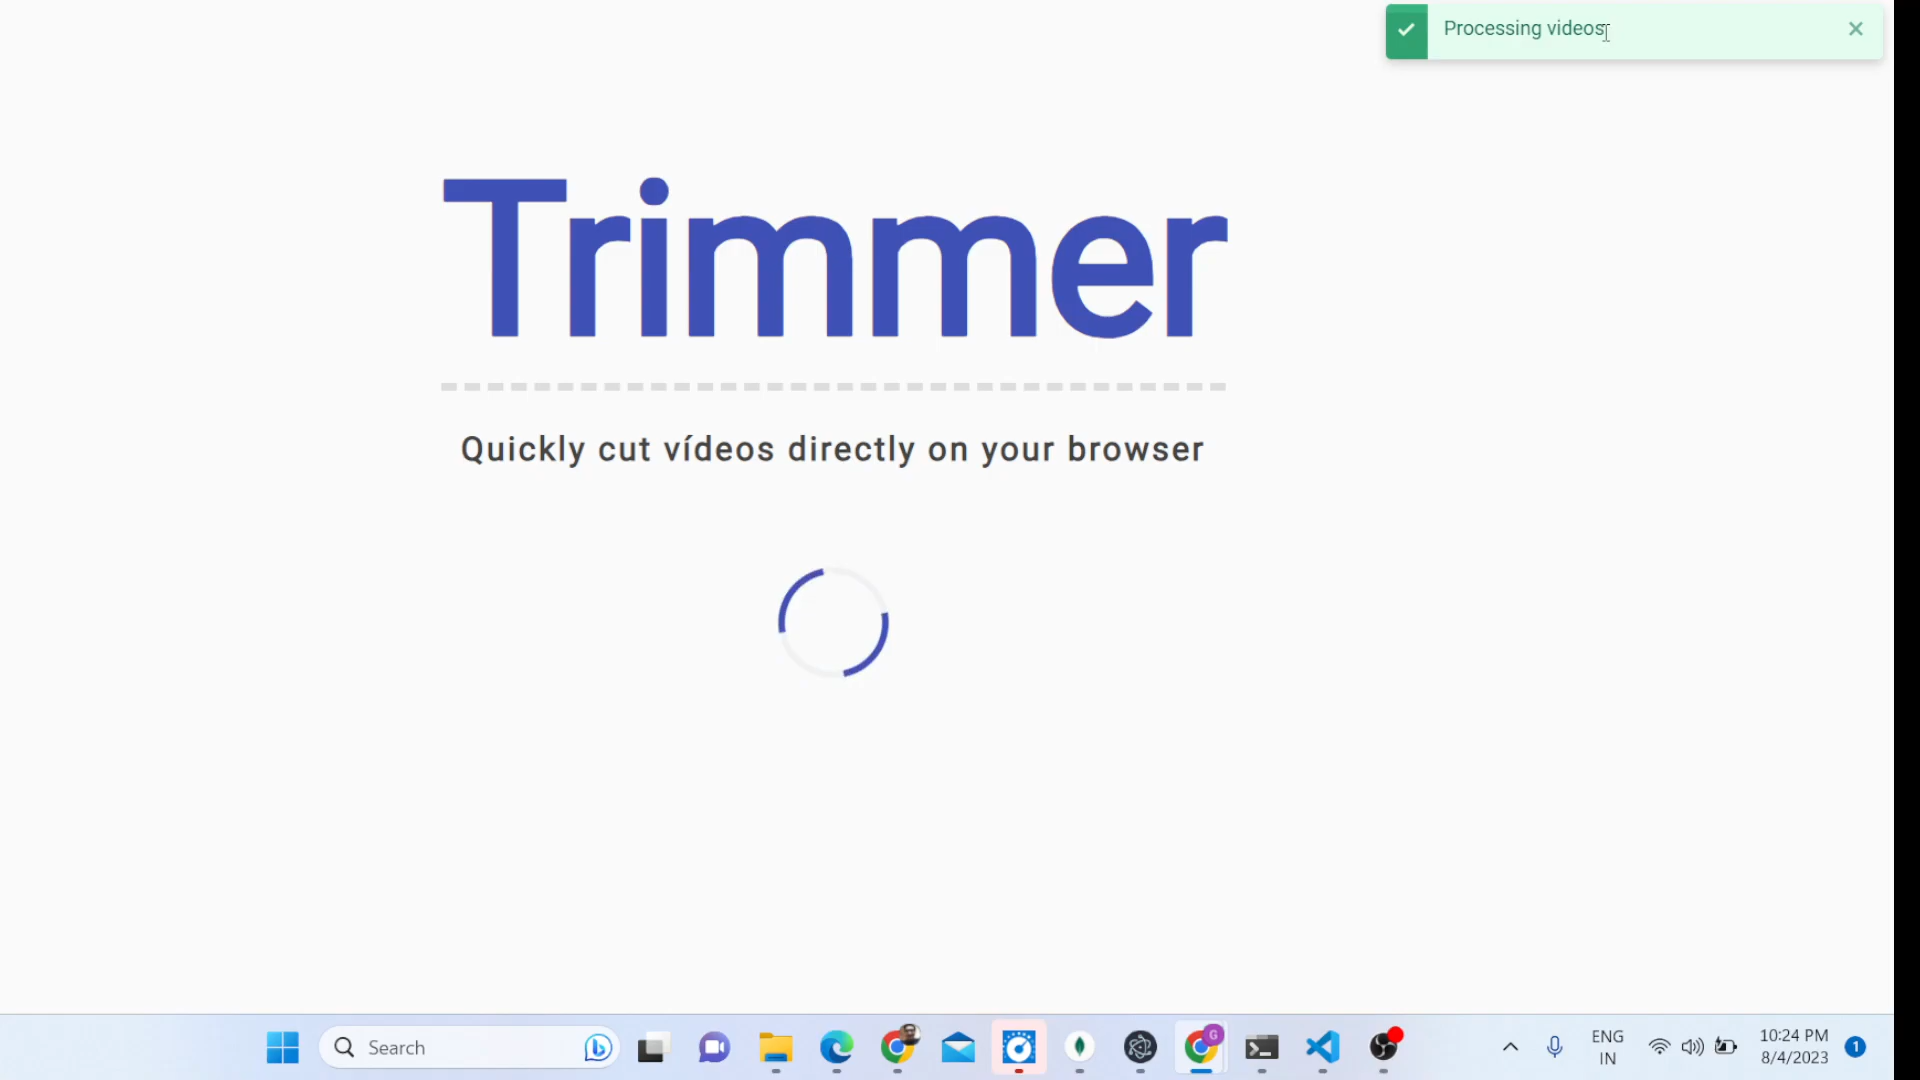 Processing videos
Trimmer
Quickly cut vídeos directly on your browser
Search
G
ENG
IN
10:24 PM
8/4/2023
1